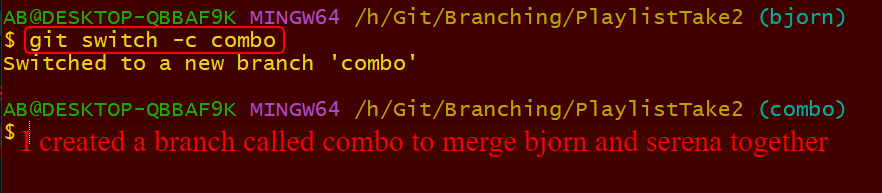 AB@DESKTOP-QBBAF9K MINGW64 /h/Git/Branching/PlaylistTake2 (bjorn)
$ git switch -c combo
Switched to a new branch 'combo'
AB@DESKTOP-QBBAF9K MINGW64 /h/Git/Branching/PlaylistTake2 (combo)
$ I created a branch called combo to merge bjorn and serena together